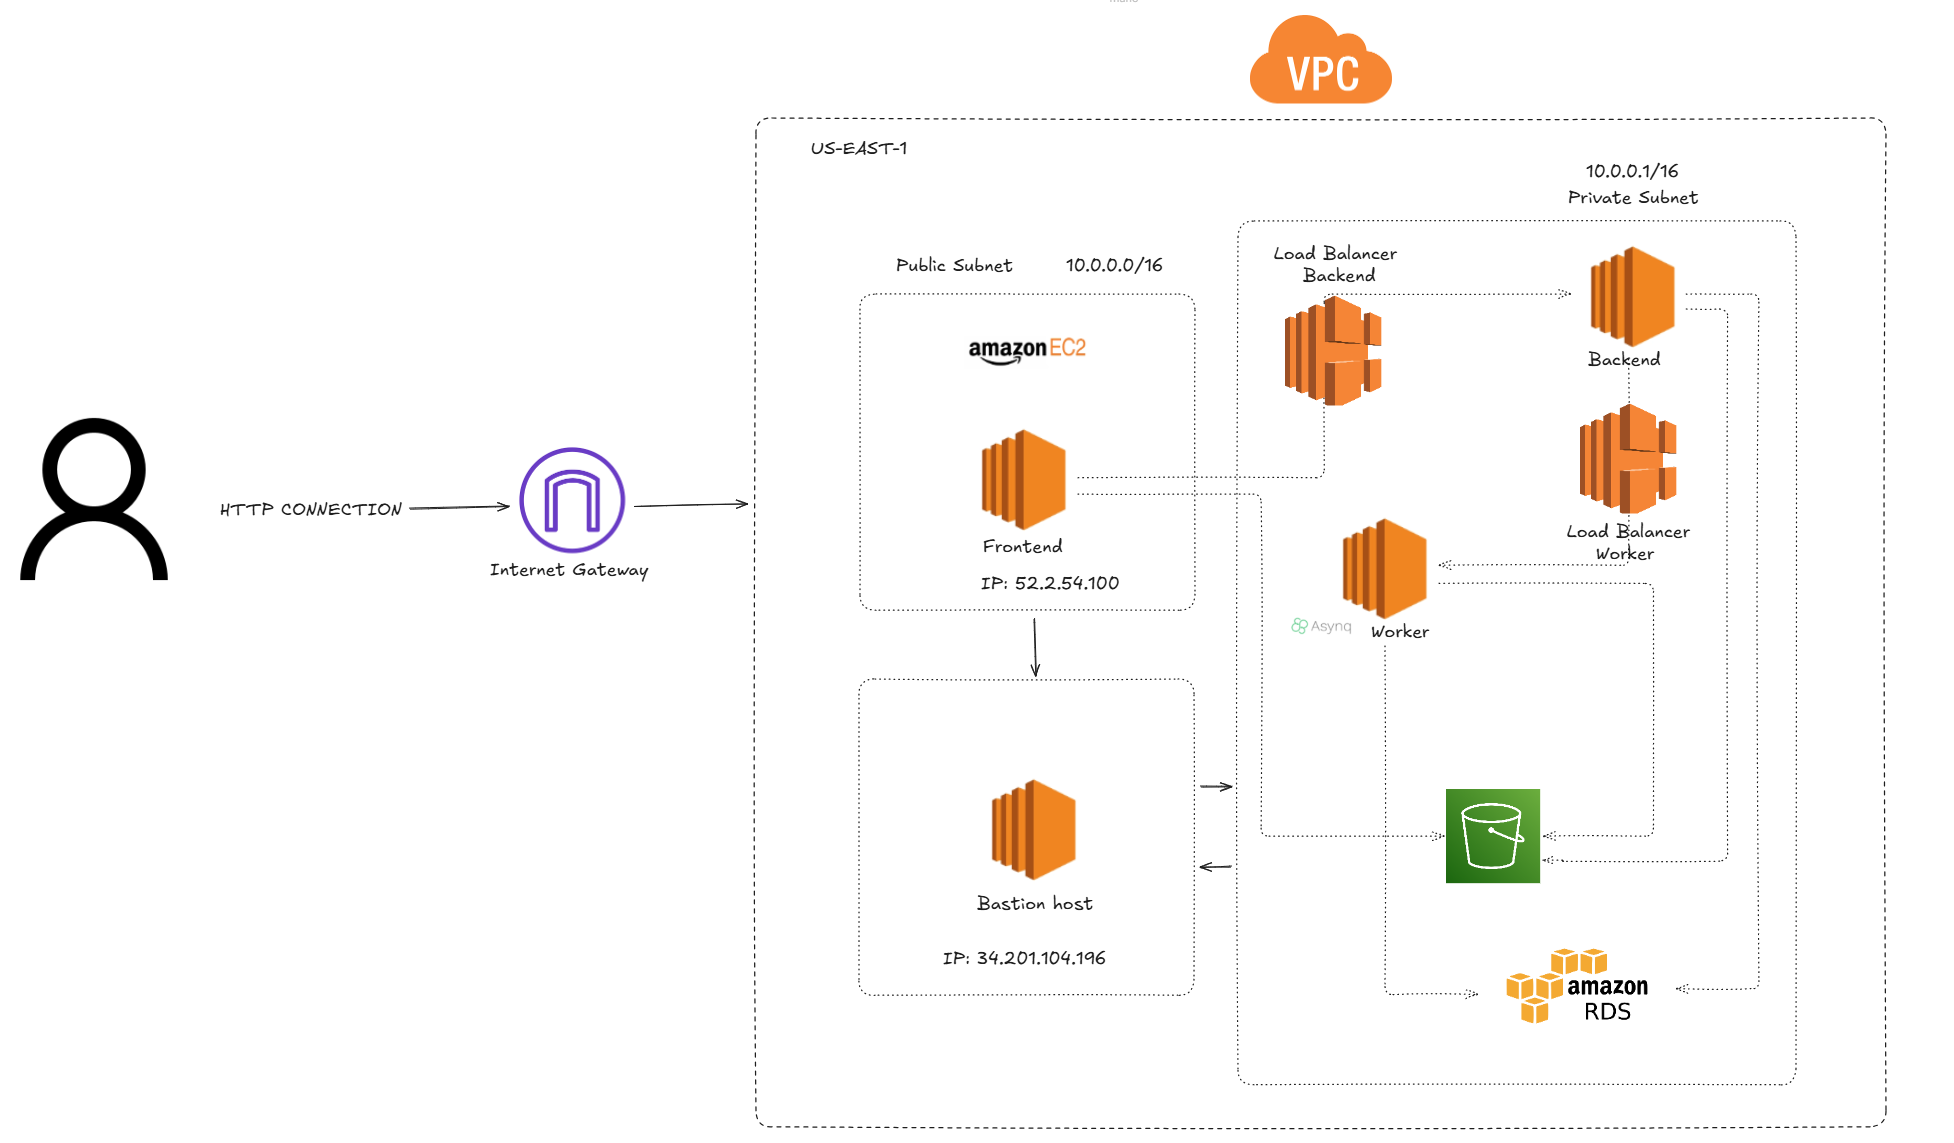 VPC
US-EAST-1
10.0.0.1/16
Private Subnet
Public Subnet
10.0.0.0/16
Load Balancer
Backend
amazon EC2
Backend
HTTP CONNECTION
Internet Gateway
Frontend
IP: 52.2.54.100
Load Balancer
Worker
Asynq
Worker
Bastion host
IP: 34.201.104.196
amazon
RDS